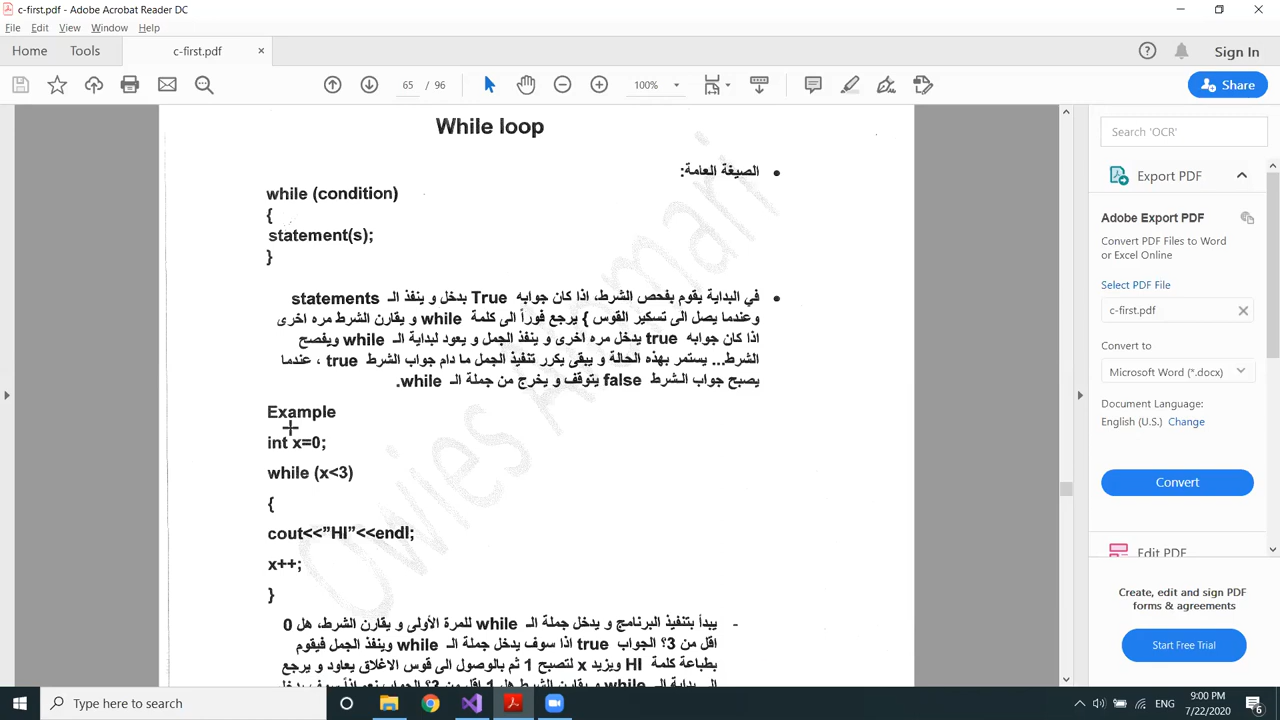 c-first.pdf - Adobe Acrobat Reader DC
File Edit View Window Help
Home Tools c-first.pdf × Sign In
65 / 96 100% Share
While loop
• الصيغة العامة:
while (condition)
{
statement(s);
}
• في البداية يقوم بفحص الشرط، اذا كان جوابه True بدخل و ينفذ الـ statements
وعندما يصل الى تسكير القوس } يرجع فوراً الى كلمة while و يقارن الشرط مره اخرى
اذا كان جوابه true يدخل مره اخرى و ينفذ الجمل و يعود لبداية الـ while ويفصح
الشرط... يستمر بهذه الحالة و يبقى يكرر تنفيذ الجمل ما دام جواب الشرط true ، عندما
يصبح جواب الشرط false يتوقف و يخرج من جملة الـ while.
Example
int x=0;
while (x<3)
{
cout<<”HI”<<endl;
x++;
}
- يبدأ بتنفيذ البرنامج و يدخل جملة الـ while للمرة الأولى و يقارن الشرط، هل 0
اقل من 3؟ الجواب true اذا سوف يدخل جملة الـ while وينفذ الجمل فيقوم
بطباعة كلمة HI ويزيد x لتصبح 1 ثم بالوصول الى قوس الاغلاق يعاود و يرجع
Owies Asmari
Search 'OCR'
Export PDF
Adobe Export PDF
Convert PDF Files to Word
or Excel Online
Select PDF File
c-first.pdf
Convert to
Microsoft Word (*.docx)
Document Language:
English (U.S.) Change
Convert
Edit PDF
Create, edit and sign PDF
forms & agreements
Start Free Trial
Type here to search
ENG
9:00 PM
7/22/2020
6